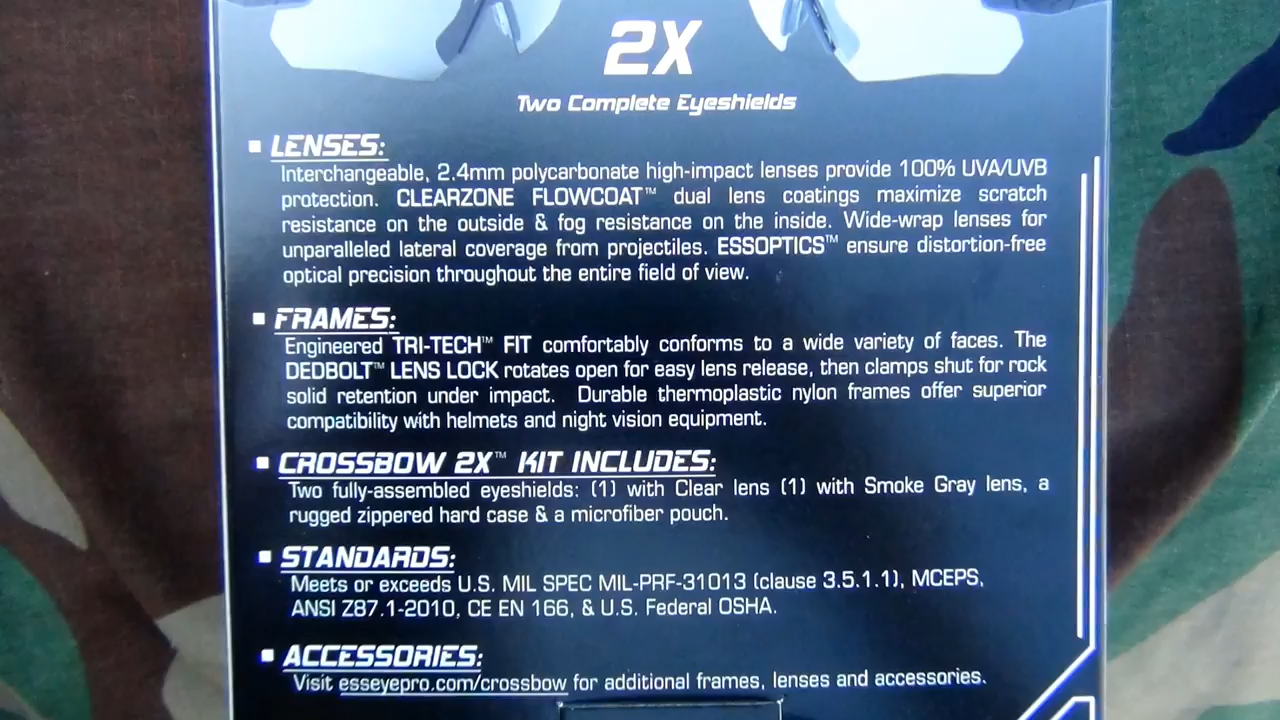 2X
Two Complete Eyeshields
▪ LENSES:
Interchangeable, 2.4mm polycarbonate high-impact lenses provide 100% UVA/UVB
protection. CLEARZONE FLOWCOAT™ dual lens coatings maximize scratch
resistance on the outside & fog resistance on the inside. Wide-wrap lenses for
unparalleled lateral coverage from projectiles. ESSOPTICS™ ensure distortion-free
optical precision throughout the entire field of view.
▪ FRAMES:
Engineered TRI-TECH™ FIT comfortably conforms to a wide variety of faces. The
DEDBOLT™ LENS LOCK rotates open for easy lens release, then clamps shut for rock
solid retention under impact. Durable thermoplastic nylon frames offer superior
compatibility with helmets and night vision equipment.
▪ CROSSBOW 2X™ KIT INCLUDES:
Two fully-assembled eyeshields: (1) with Clear lens (1) with Smoke Gray lens, a
rugged zippered hard case & a microfiber pouch.
▪ STANDARDS:
Meets or exceeds U.S. MIL SPEC MIL-PRF-31013 (clause 3.5.1.1), MCEPS,
ANSI Z87.1-2010, CE EN 166, & U.S. Federal OSHA.
▪ ACCESSORIES:
Visit esseyepro.com/crossbow for additional frames, lenses and accessories.